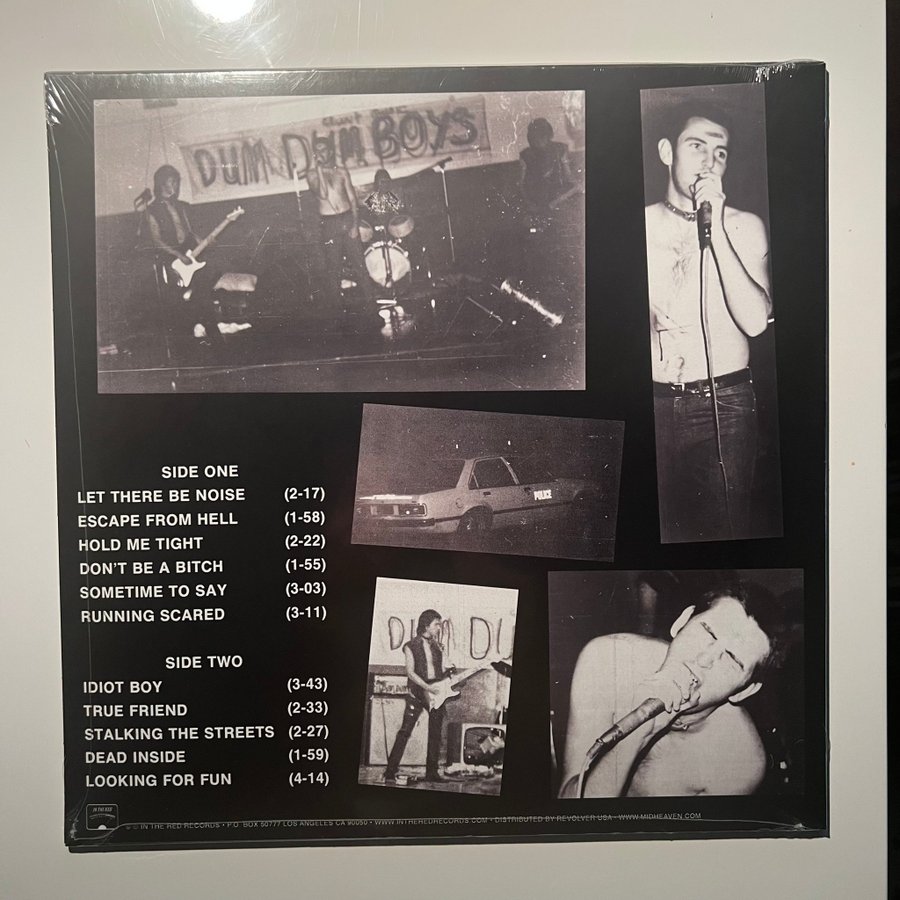 DUM DUM BOYS
SIDE ONE
LET THERE BE NOISE (2-17)
ESCAPE FROM HELL (1-58)
HOLD ME TIGHT (2-22)
DON'T BE A BITCH (1-55)
SOMETIME TO SAY (3-03)
RUNNING SCARED (3-11)
POLICE
SIDE TWO
IDIOT BOY (3-43)
TRUE FRIEND (2-33)
STALKING THE STREETS (2-27)
DEAD INSIDE (1-59)
LOOKING FOR FUN (4-14)
DUM DU
IN THE RED
℗ © IN THE RED RECORDS • P.O. BOX 50777 LOS ANGELES CA 90050 • WWW.INTHEREDRECORDS.COM • DISTRIBUTED BY REVOLVER USA • WWW.MIDHEAVEN.COM